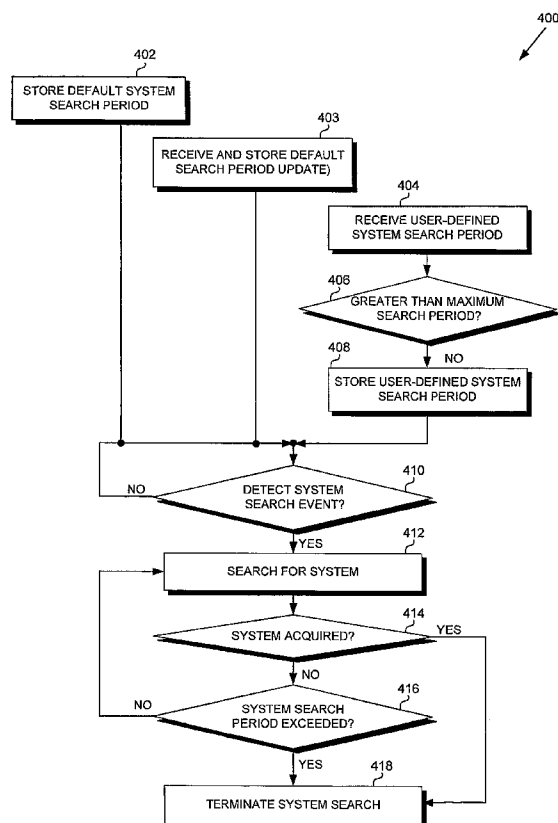 400
402
STORE DEFAULT SYSTEM
SEARCH PERIOD
403
RECEIVE AND STORE DEFAULT
SEARCH PERIOD UPDATE)
404
RECEIVE USER-DEFINED
SYSTEM SEARCH PERIOD
406
GREATER THAN MAXIMUM
SEARCH PERIOD?
NO
408
STORE USER-DEFINED SYSTEM
SEARCH PERIOD
410
DETECT SYSTEM
SEARCH EVENT?
NO
YES
412
SEARCH FOR SYSTEM
414
SYSTEM ACQUIRED?
YES
NO
416
SYSTEM SEARCH
PERIOD EXCEEDED?
NO
YES
418
TERMINATE SYSTEM SEARCH